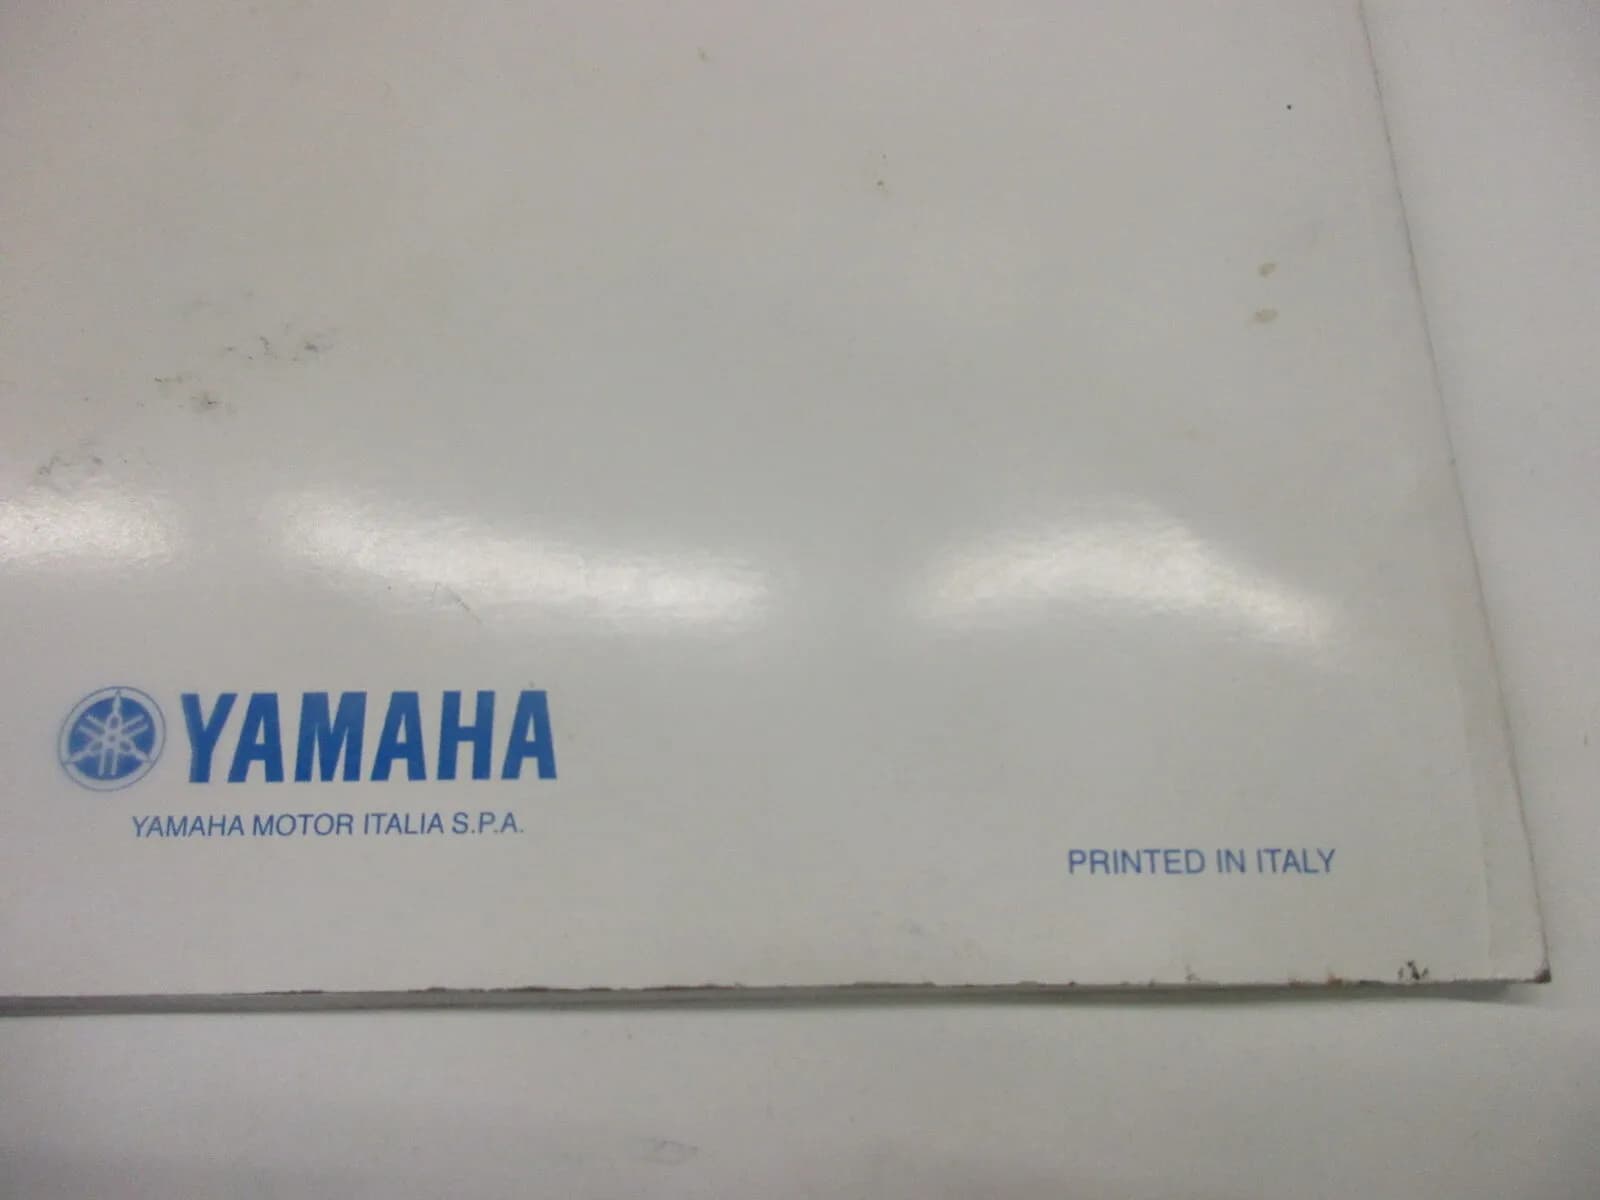 YAMAHA
YAMAHA MOTOR ITALIA S.P.A.
PRINTED IN ITALY